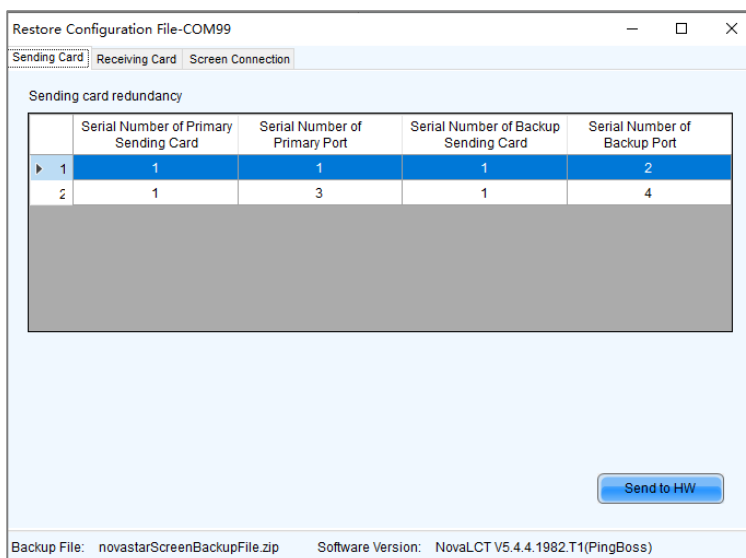 Restore Configuration File-COM99
Sending Card Receiving Card Screen Connection
Sending card redundancy
Serial Number of Primary Sending Card Serial Number of Primary Port Serial Number of Backup Sending Card Serial Number of Backup Port
1 1 1 1 2
2 1 3 1 4
Send to HW
Backup File: novastarScreenBackupFile.zip Software Version: NovaLCT V5.4.4.1982.T1(PingBoss)